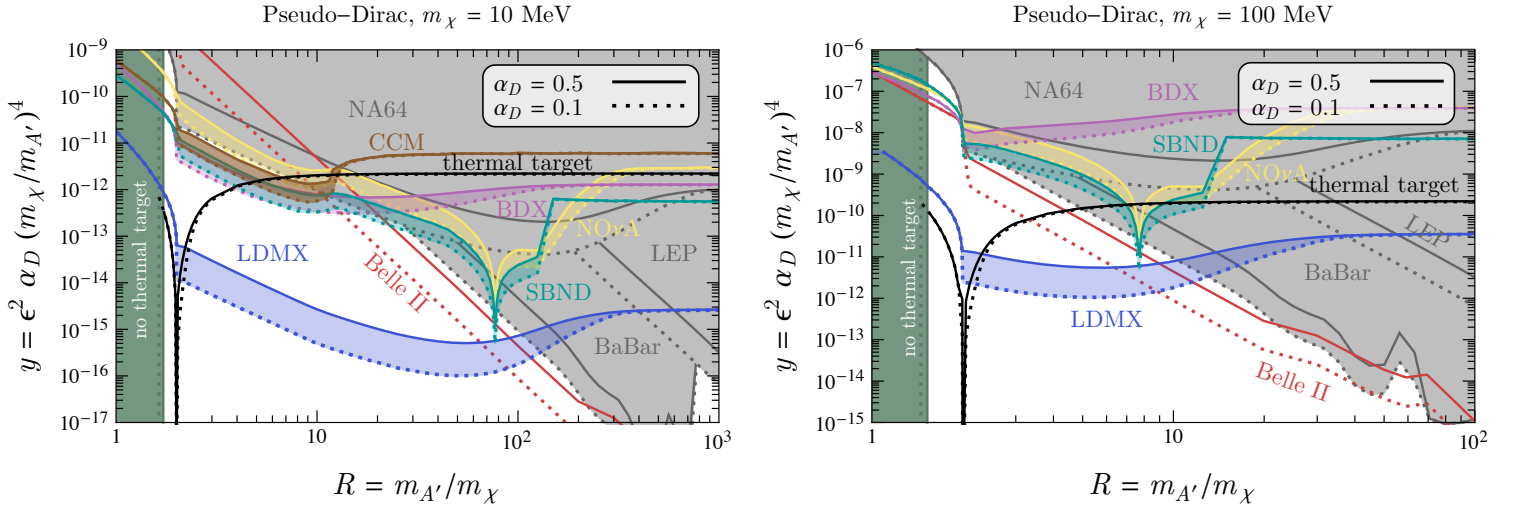 Pseudo–Dirac, m_χ = 10 MeV
y = ϵ² α_D (m_χ/m_A′)⁴
10⁻⁹
10⁻¹⁰
10⁻¹¹
10⁻¹²
10⁻¹³
10⁻¹⁴
10⁻¹⁵
10⁻¹⁶
10⁻¹⁷
α_D = 0.5
α_D = 0.1
NA64
CCM
thermal target
no thermal target
BDX
NOνA
LDMX
LEP
Belle II
SBND
BaBar
1
10
10²
10³
R = m_A′/m_χ
Pseudo–Dirac, m_χ = 100 MeV
y = ϵ² α_D (m_χ/m_A′)⁴
10⁻⁶
10⁻⁷
10⁻⁸
10⁻⁹
10⁻¹⁰
10⁻¹¹
10⁻¹²
10⁻¹³
10⁻¹⁴
10⁻¹⁵
α_D = 0.5
α_D = 0.1
NA64
BDX
SBND
NOνA
thermal target
no thermal target
LEP
BaBar
LDMX
Belle II
1
10
10²
R = m_A′/m_χ